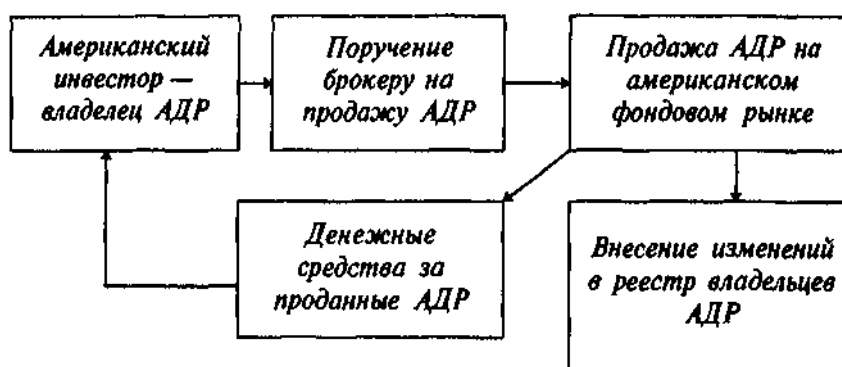 Американский
инвестор —
владелец АДР
Поручение
брокеру на
продажу АДР
Продажа АДР на
американском
фондовом рынке
Денежные
средства за
проданные АДР
Внесение изменений
в реестр владельцев
АДР